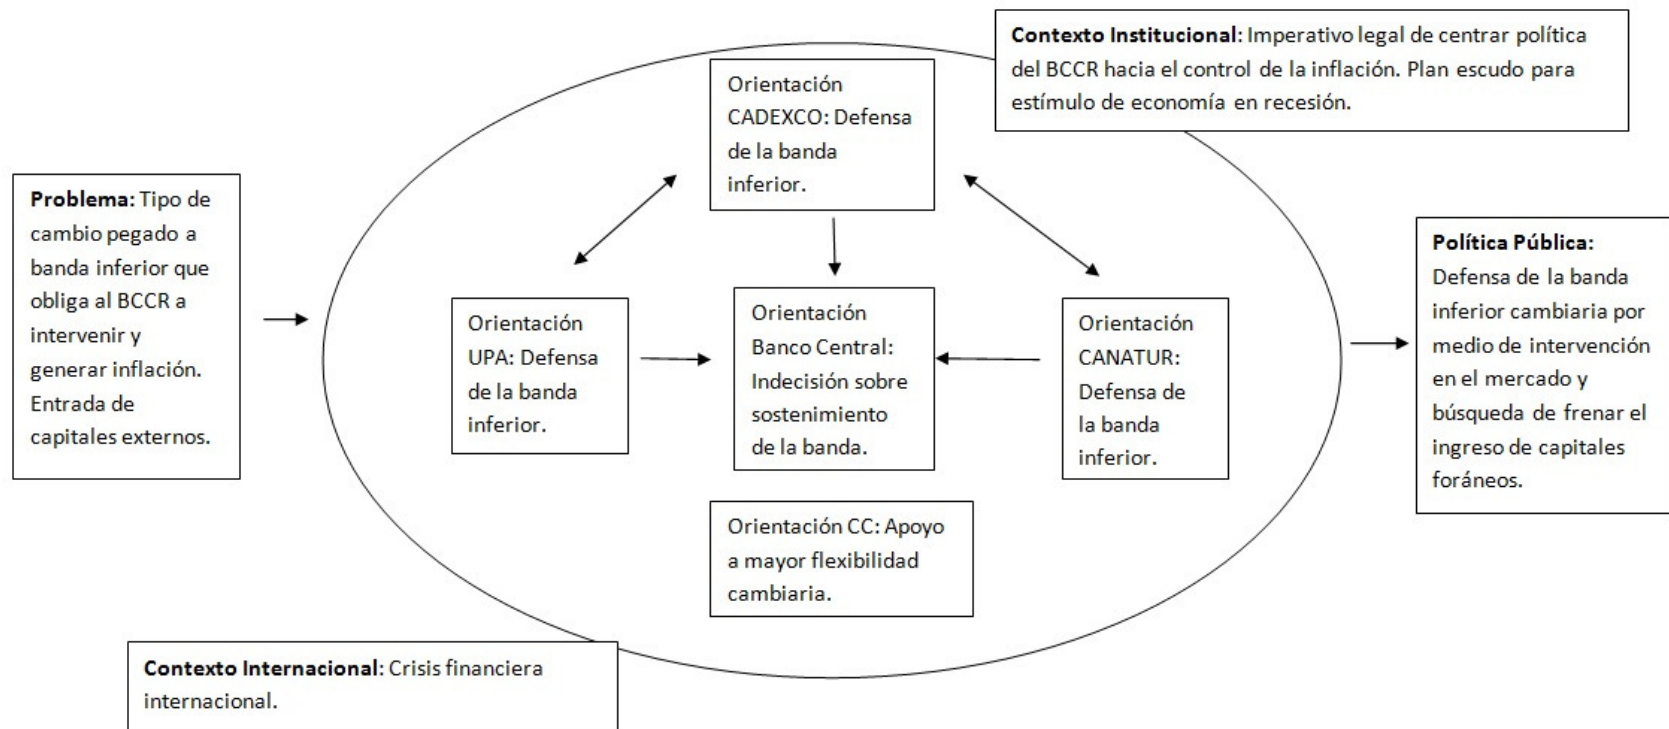 Contexto Institucional: Imperativo legal de centrar política
del BCCR hacia el control de la inflación. Plan escudo para
estímulo de economía en recesión.
Orientación
CADEXCO: Defensa
de la banda
inferior.
Problema: Tipo de
cambio pegado a
banda inferior que
obliga al BCCR a
intervenir y
generar inflación.
Entrada de
capitales externos.
Orientación
UPA: Defensa
de la banda
inferior.
Orientación
Banco Central:
Indecisión sobre
sostenimiento
de la banda.
Orientación
CANATUR:
Defensa de
la banda
inferior.
Política Pública:
Defensa de la banda
inferior cambiaria por
medio de intervención
en el mercado y
búsqueda de frenar el
ingreso de capitales
foráneos.
Orientación CC: Apoyo
a mayor flexibilidad
cambiaria.
Contexto Internacional: Crisis financiera
internacional.